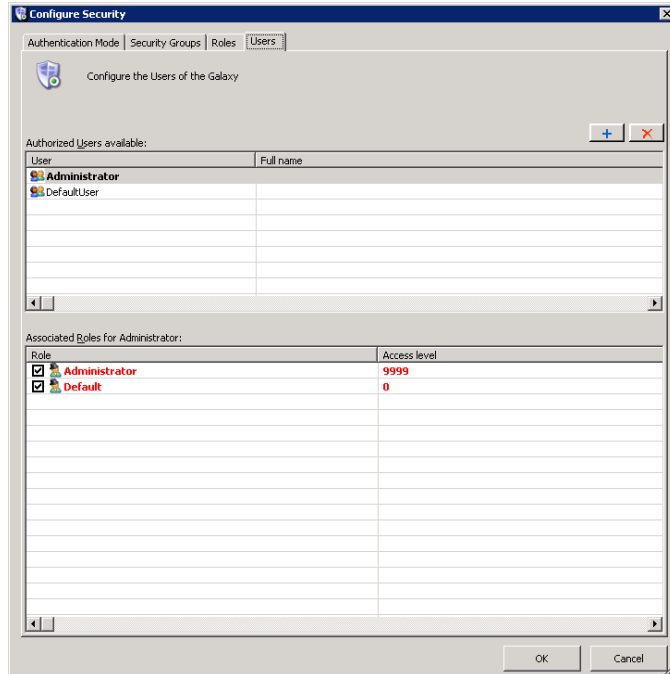 Configure Security
Authentication Mode Security Groups Roles Users
Configure the Users of the Galaxy
Authorized Users available:
User Full name
Administrator
DefaultUser
Associated Roles for Administrator:
Role Access level
Administrator 9999
Default 0
OK Cancel